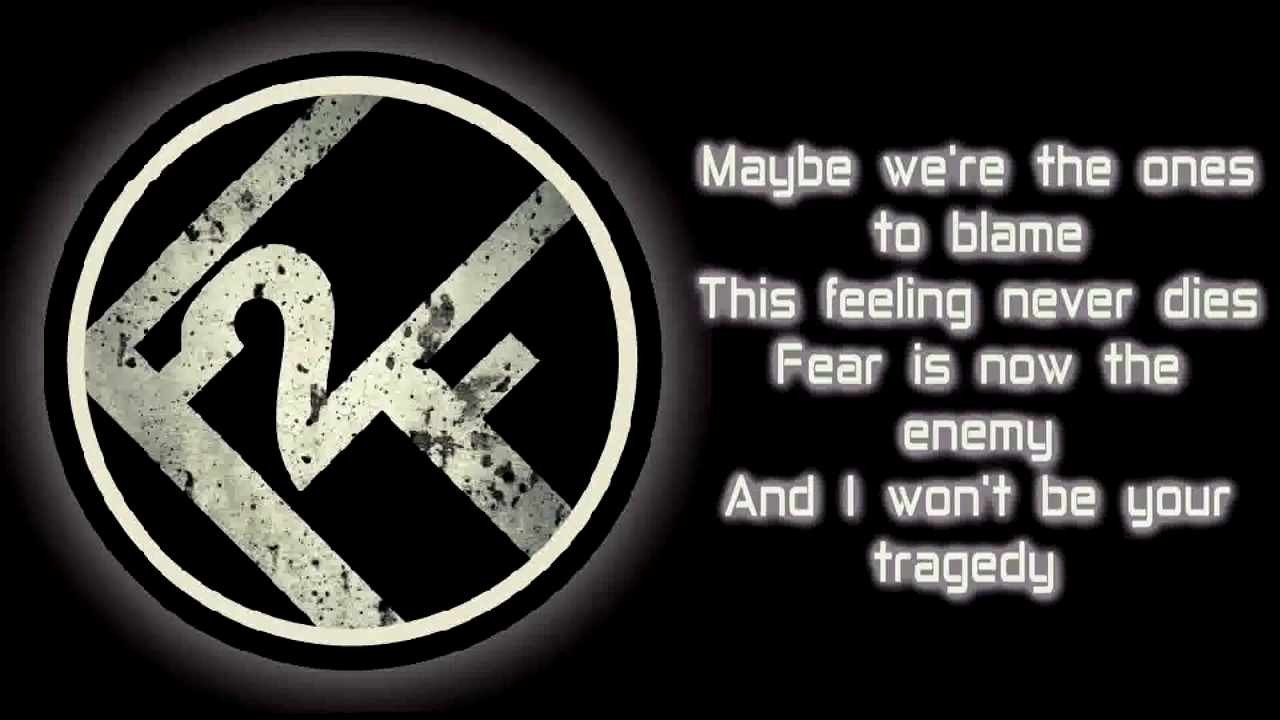 2
Maybe we're the ones
to blame
This feeling never dies
Fear is now the
enemy
And I won't be your
tragedy